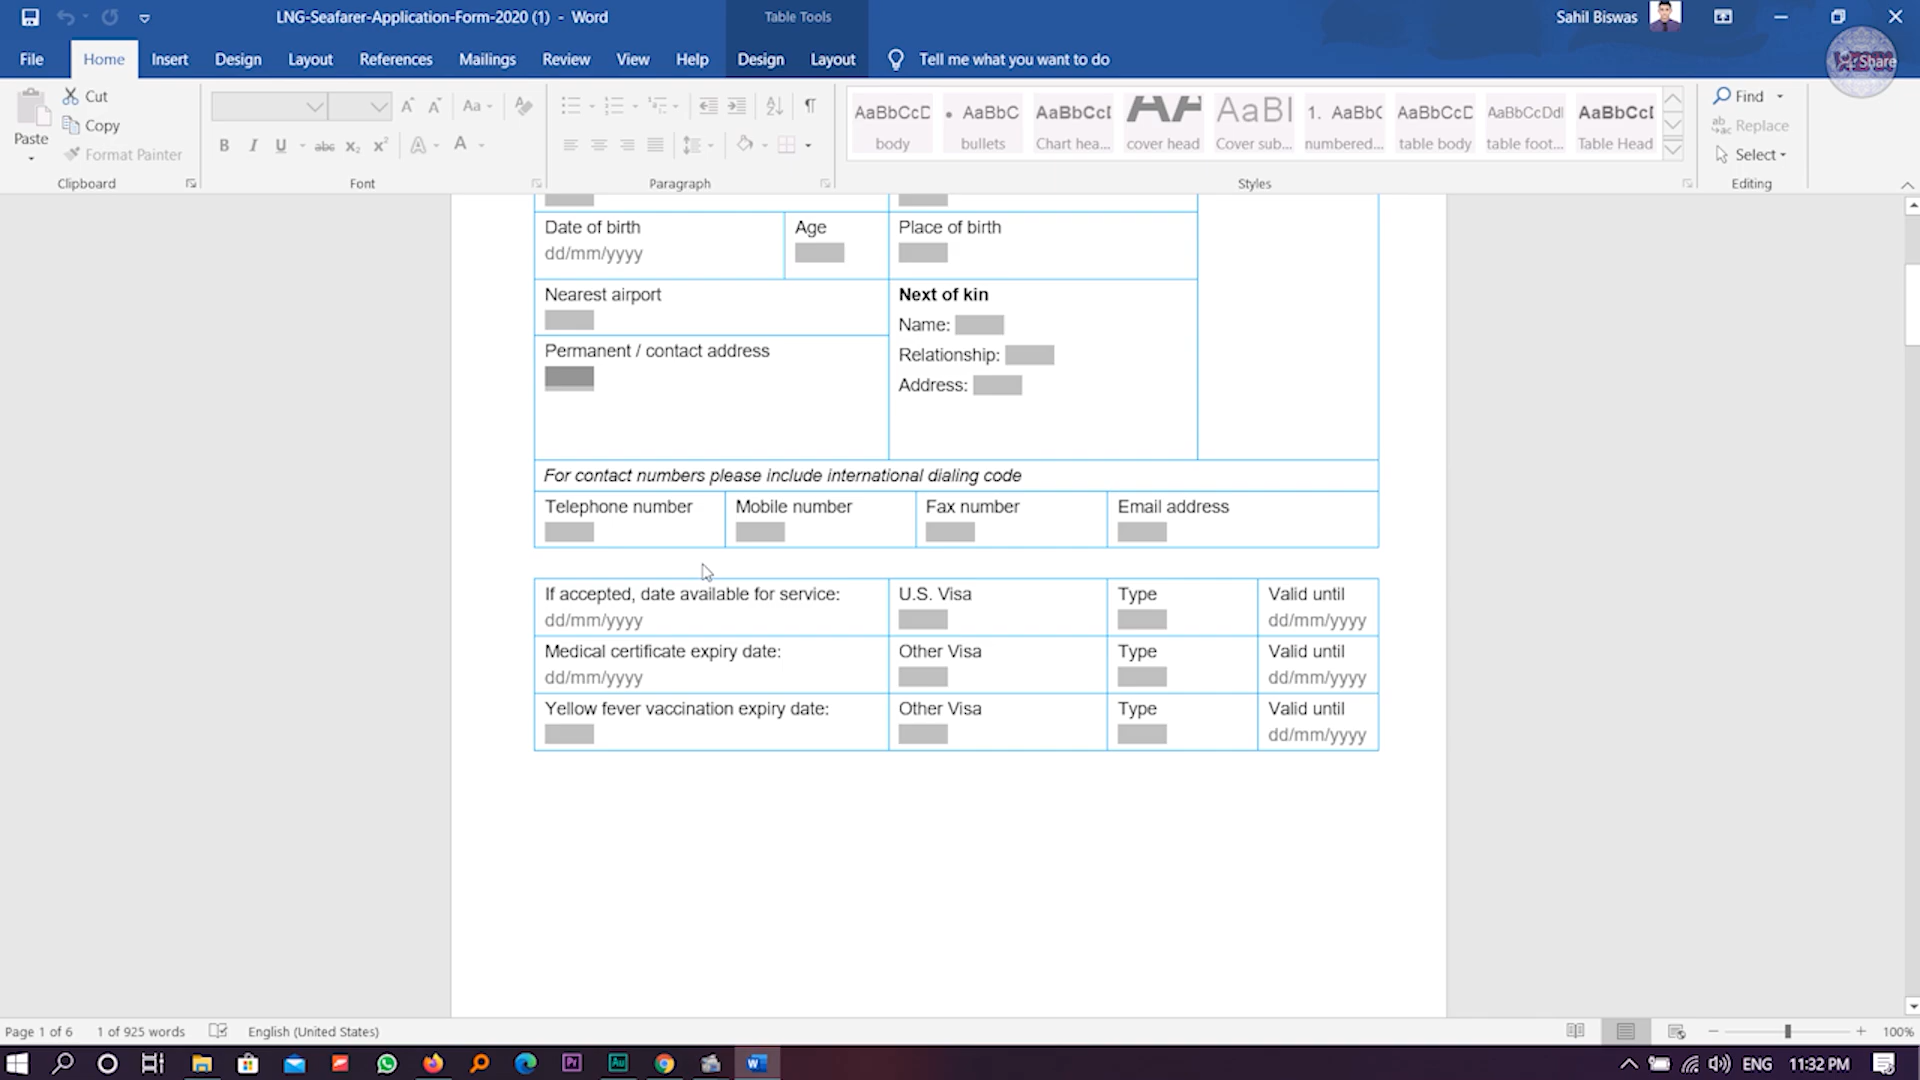 LNG-Seafarer-Application-Form-2020 (1) - Word
Table Tools
Sahil Biswas
File Home Insert Design Layout References Mailings Review View Help Design Layout Tell me what you want to do Share
Paste
Cut
Copy
Format Painter
Clipboard
Aa
B I U abc X₂ X² A A
Font
Paragraph
AaBbCcD body
AaBbC bullets
AaBbCcI Chart hea...
AA cover head
AaBI Cover sub...
1. AaBbC numbered...
AaBbCcD table body
AaBbCcDdI table foot...
AaBbCcI Table Head
Styles
Find
Replace
Select
Editing
Date of birth Age Place of birth
dd/mm/yyyy
Nearest airport
Next of kin
Name:
Permanent / contact address
Relationship:
Address:
For contact numbers please include international dialing code
Telephone number Mobile number Fax number Email address
If accepted, date available for service: U.S. Visa Type Valid until
dd/mm/yyyy dd/mm/yyyy
Medical certificate expiry date: Other Visa Type Valid until
dd/mm/yyyy dd/mm/yyyy
Yellow fever vaccination expiry date: Other Visa Type Valid until
dd/mm/yyyy
Page 1 of 6 1 of 925 words English (United States) 100%
Pr Au ENG 11:32 PM